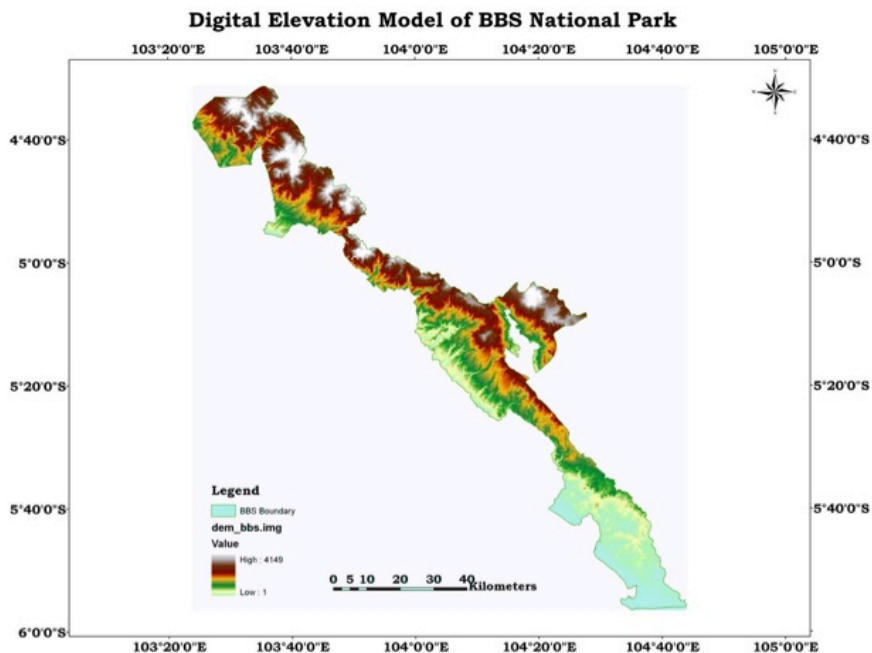 Digital Elevation Model of BBS National Park
103°20'0"E 103°40'0"E 104°0'0"E 104°20'0"E 104°40'0"E 105°0'0"E
4°40'0"S 4°40'0"S
5°0'0"S 5°0'0"S
5°20'0"S 5°20'0"S
5°40'0"S 5°40'0"S
6°0'0"S
Legend
BBS Boundary
dem_bbs.img
Value
High : 4149
Low : 1
0 5 10 20 30 40
Kilometers
103°20'0"E 103°40'0"E 104°0'0"E 104°20'0"E 104°40'0"E 105°0'0"E